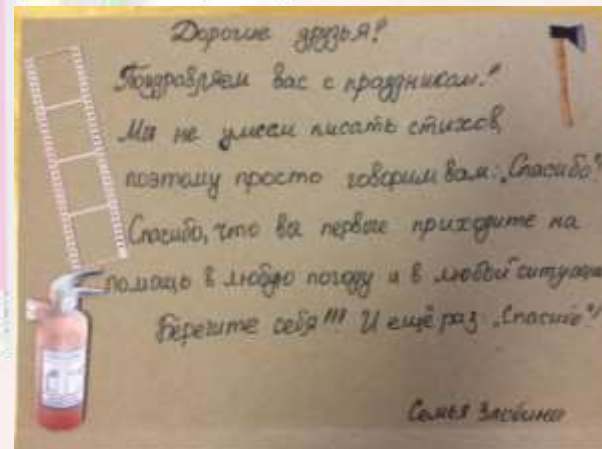 Дорогие друзья!
Поздравляем вас с праздником!
Мы не умеем писать стихов,
поэтому просто говорим вам: „Спасибо“!
Спасибо, что вы первые приходите на
помощь в любую погоду и в любой ситуации
Берегите себя!!! И ещё раз „Спасибо“!
Семья Злобины